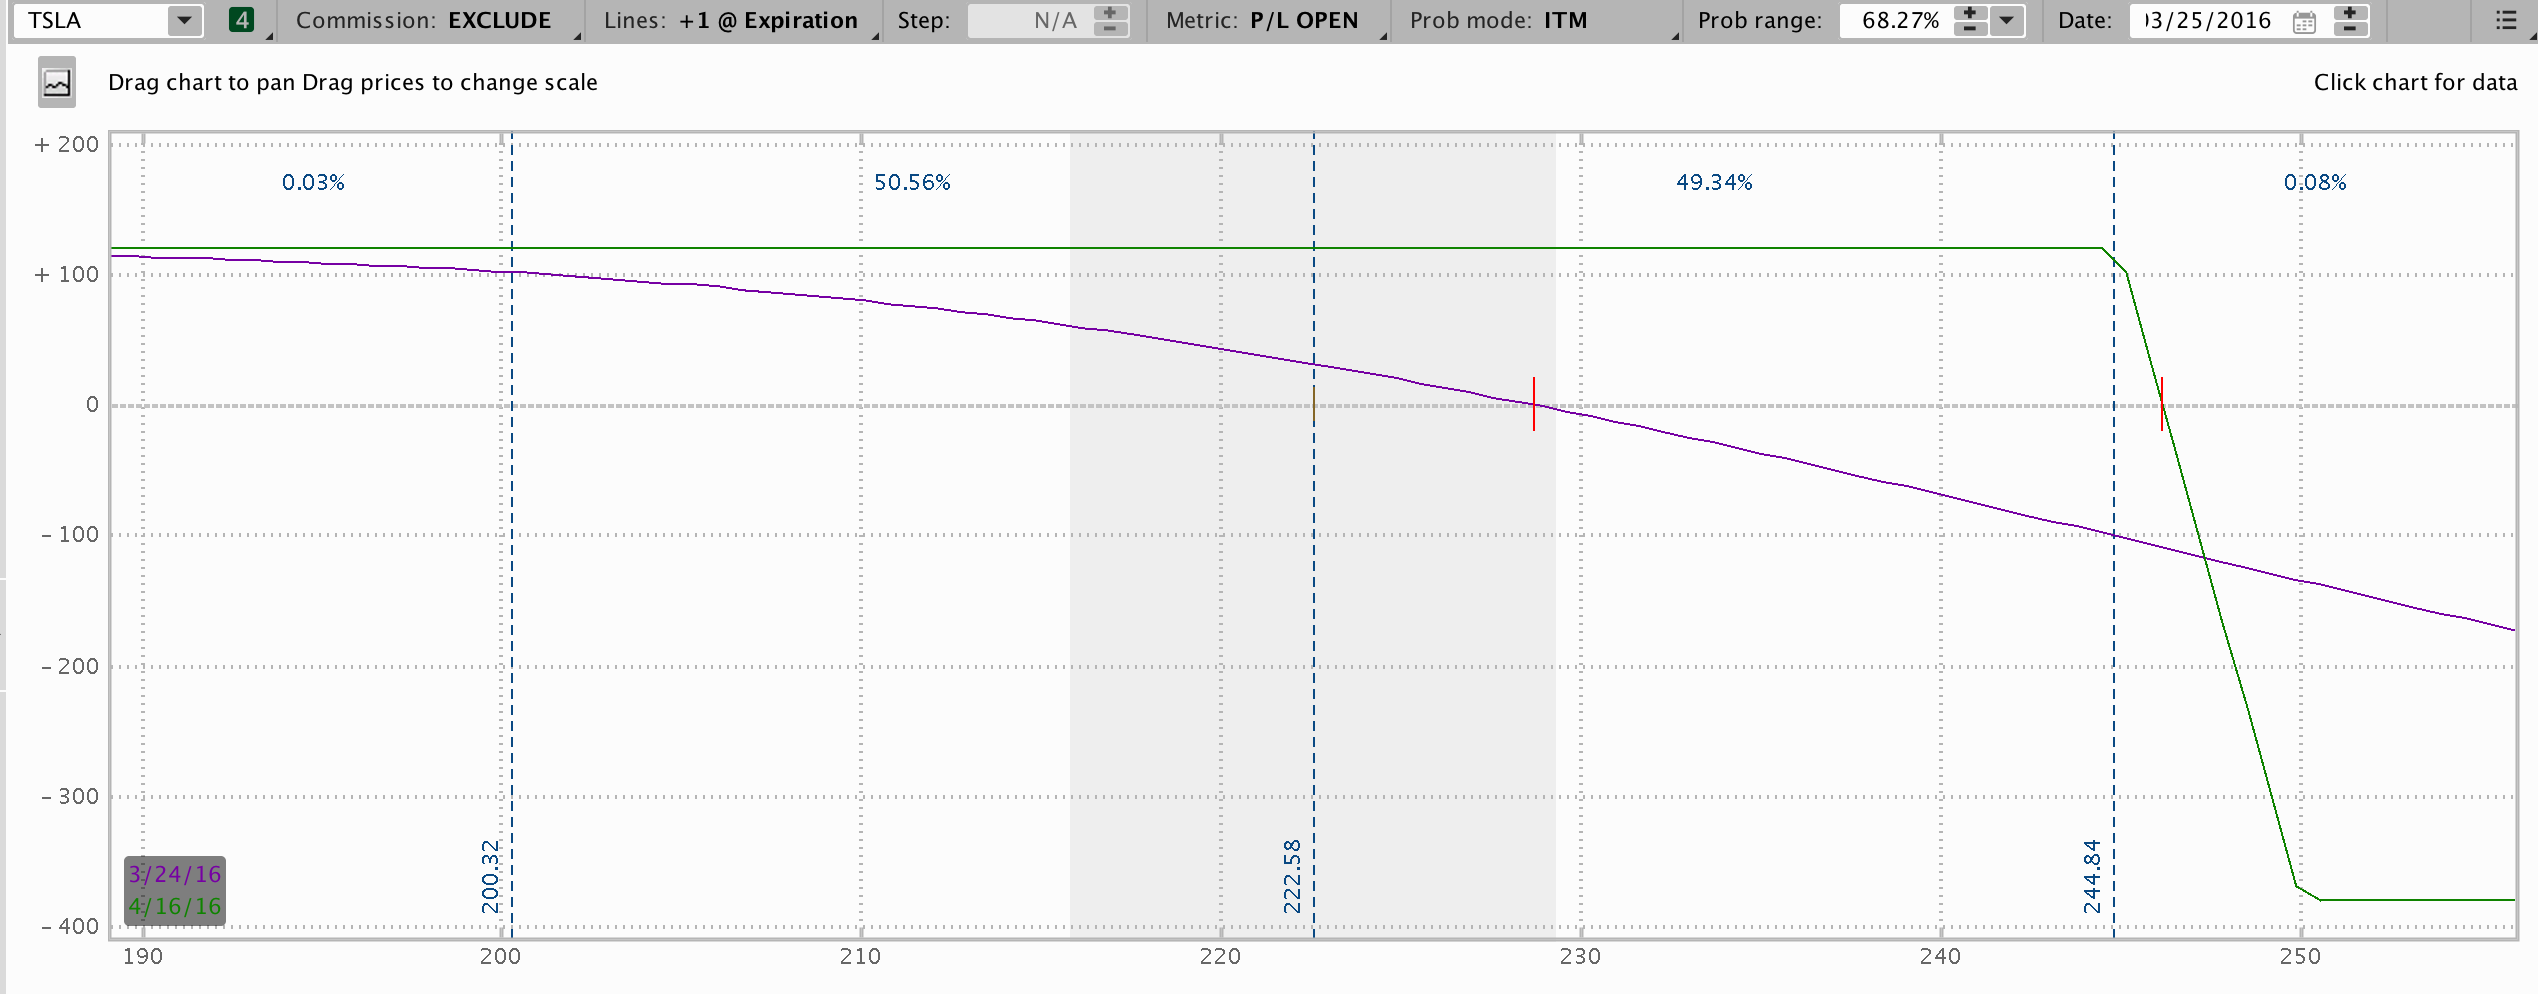 TSLA 4 Commission: EXCLUDE Lines: +1 @ Expiration Step: N/A Metric: P/L OPEN Prob mode: ITM Prob range: 68.27% Date: 03/25/2016
Drag chart to pan Drag prices to change scale Click chart for data
+ 200
0.03% 50.56% 49.34% 0.08%
+ 100
0
- 100
- 200
- 300
200.32 222.58 244.84
3/24/16
4/16/16
- 400
190 200 210 220 230 240 250